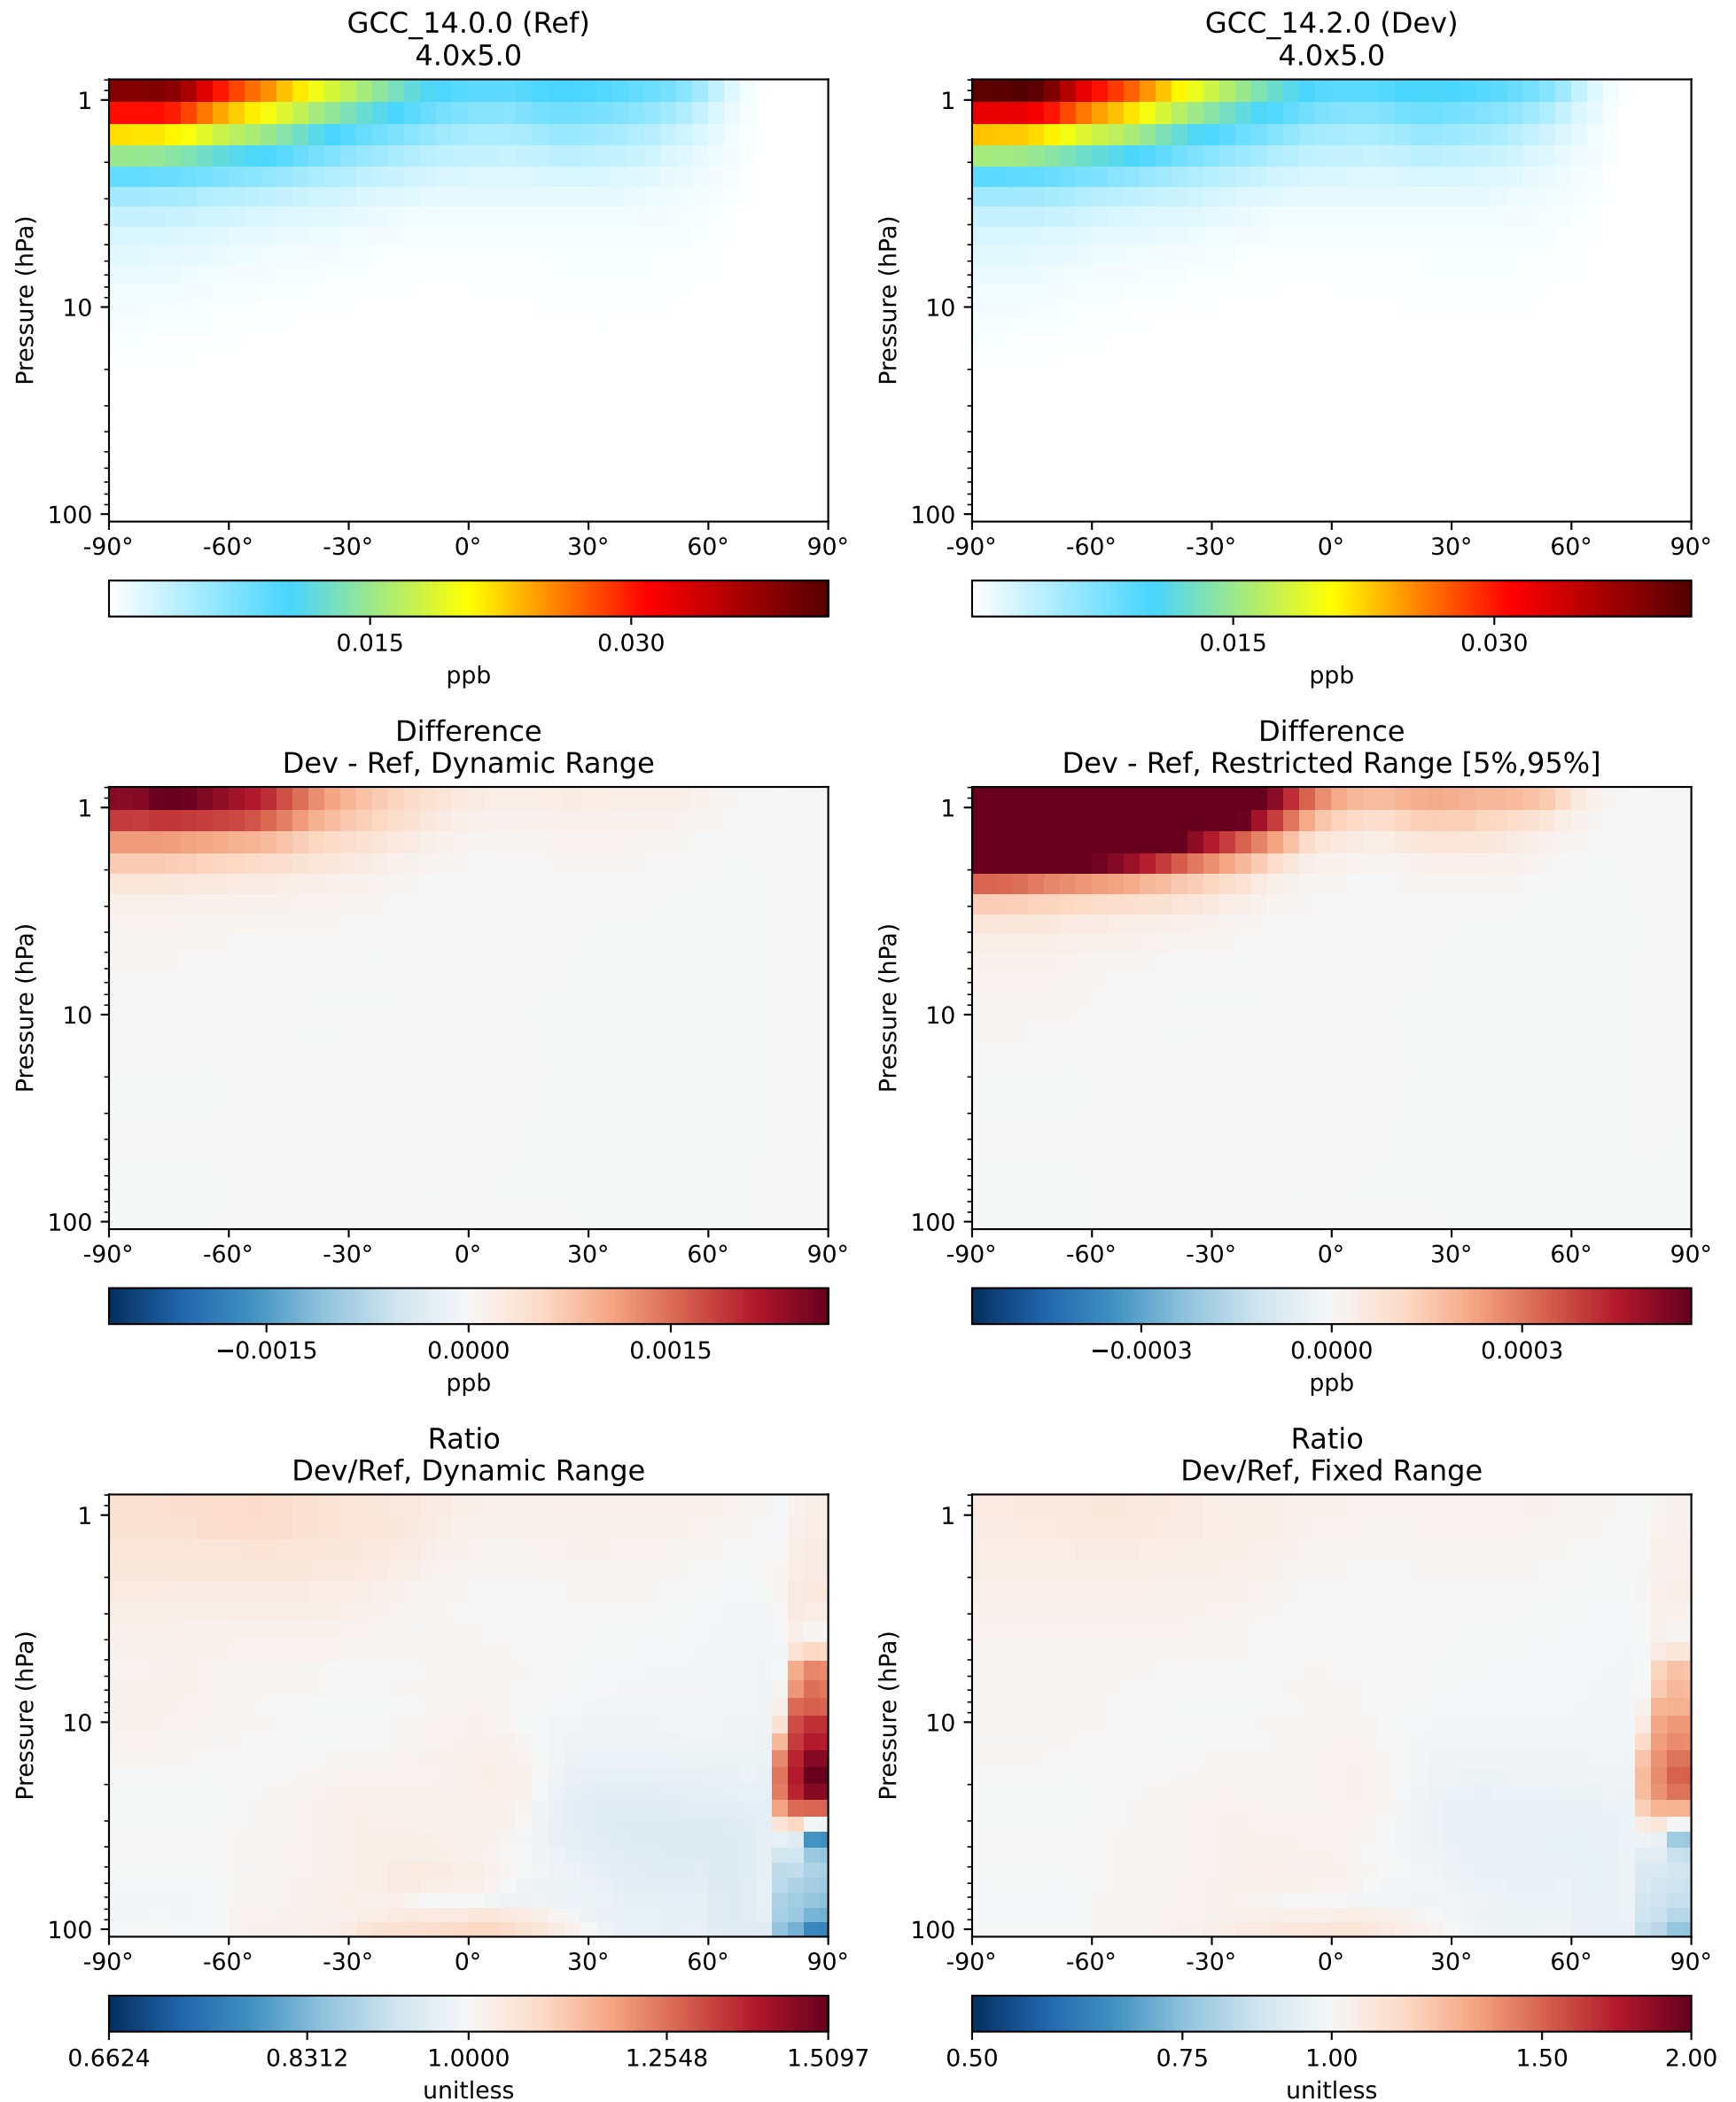 GCC_14.0.0 (Ref)
4.0x5.0
Pressure (hPa)
1
10
100
-90° -60° -30° 0° 30° 60° 90°
0.015 0.030
ppb
GCC_14.2.0 (Dev)
4.0x5.0
Pressure (hPa)
1
10
100
-90° -60° -30° 0° 30° 60° 90°
0.015 0.030
ppb
Difference
Dev - Ref, Dynamic Range
Pressure (hPa)
1
10
100
-90° -60° -30° 0° 30° 60° 90°
−0.0015 0.0000 0.0015
ppb
Difference
Dev - Ref, Restricted Range [5%,95%]
Pressure (hPa)
1
10
100
-90° -60° -30° 0° 30° 60° 90°
−0.0003 0.0000 0.0003
ppb
Ratio
Dev/Ref, Dynamic Range
Pressure (hPa)
1
10
100
-90° -60° -30° 0° 30° 60° 90°
0.6624 0.8312 1.0000 1.2548 1.5097
unitless
Ratio
Dev/Ref, Fixed Range
Pressure (hPa)
1
10
100
-90° -60° -30° 0° 30° 60° 90°
0.50 0.75 1.00 1.50 2.00
unitless